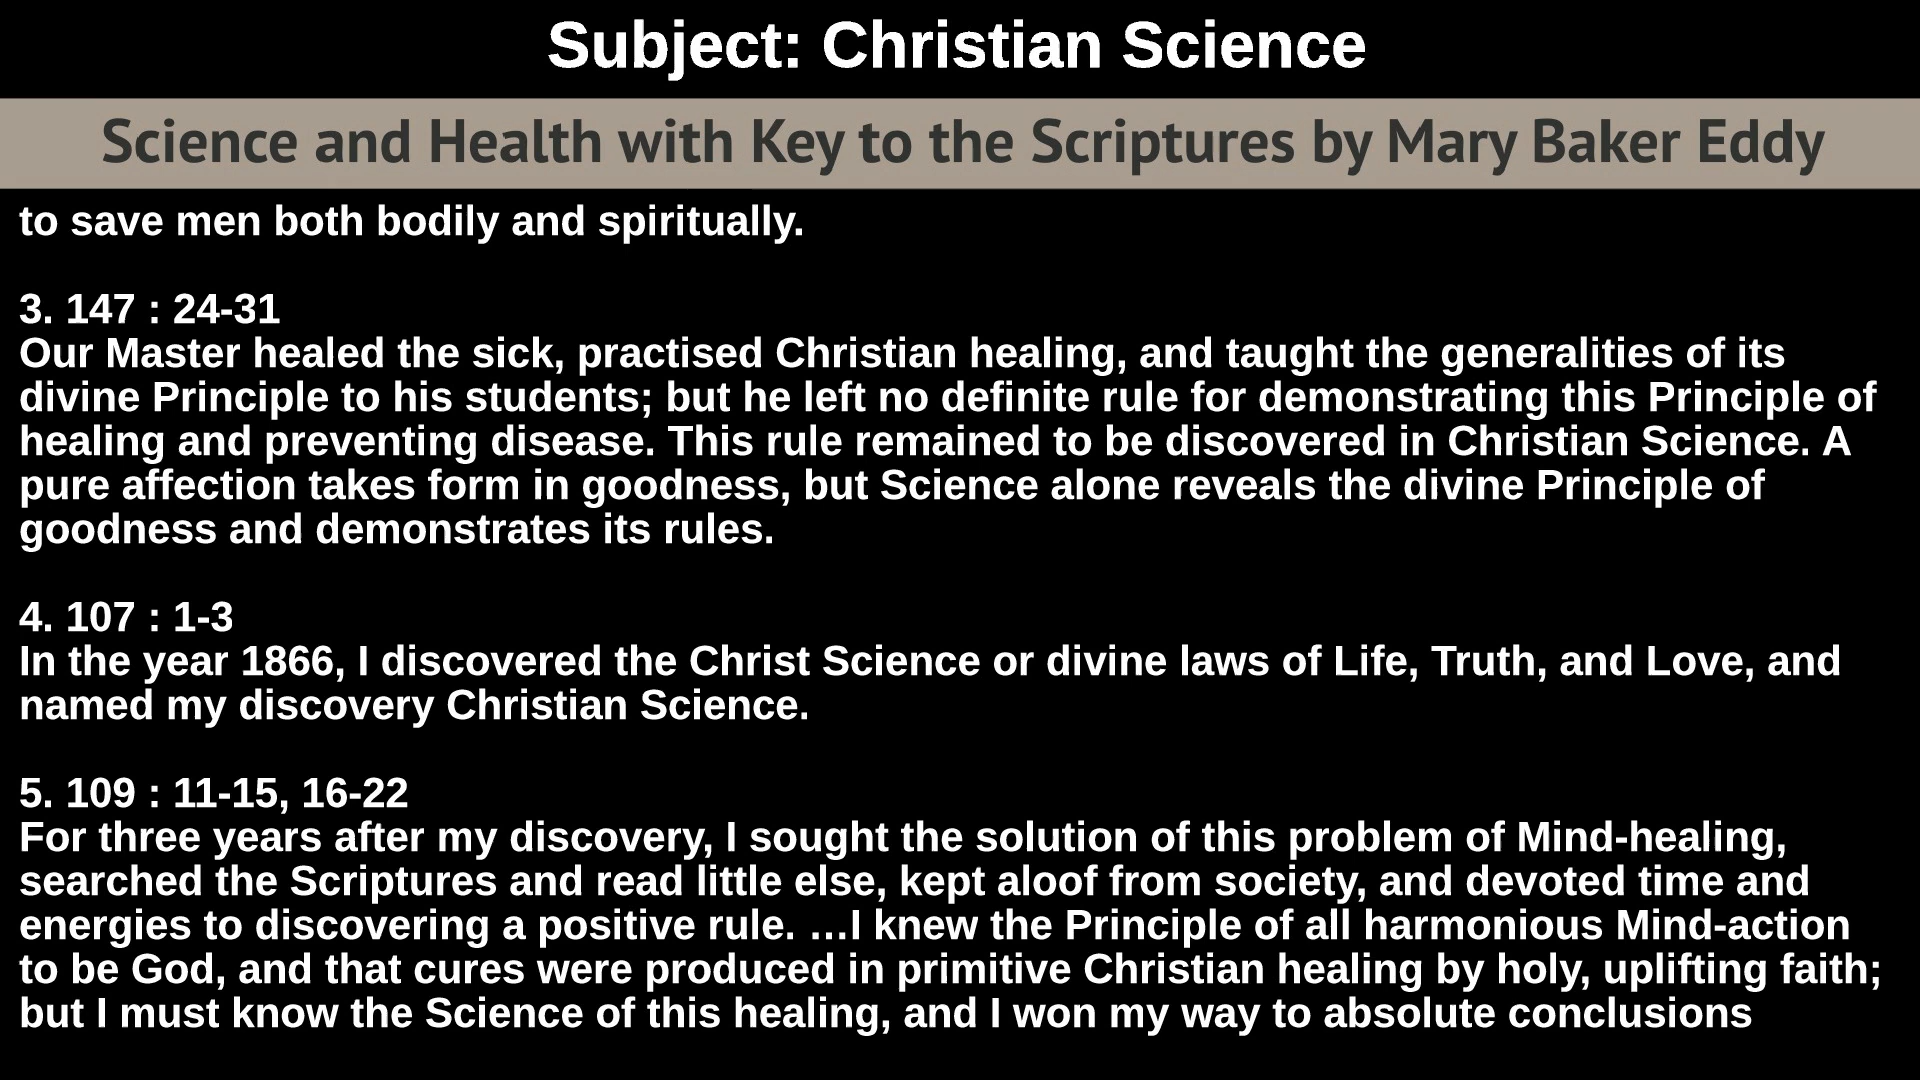 Subject: Christian Science
Science and Health with Key to the Scriptures by Mary Baker Eddy
to save men both bodily and spiritually.
3. 147 : 24-31
Our Master healed the sick, practised Christian healing, and taught the generalities of its
divine Principle to his students; but he left no definite rule for demonstrating this Principle of
healing and preventing disease. This rule remained to be discovered in Christian Science. A
pure affection takes form in goodness, but Science alone reveals the divine Principle of
goodness and demonstrates its rules.
4. 107 : 1-3
In the year 1866, I discovered the Christ Science or divine laws of Life, Truth, and Love, and
named my discovery Christian Science.
5. 109 : 11-15, 16-22
For three years after my discovery, I sought the solution of this problem of Mind-healing,
searched the Scriptures and read little else, kept aloof from society, and devoted time and
energies to discovering a positive rule. …I knew the Principle of all harmonious Mind-action
to be God, and that cures were produced in primitive Christian healing by holy, uplifting faith;
but I must know the Science of this healing, and I won my way to absolute conclusions